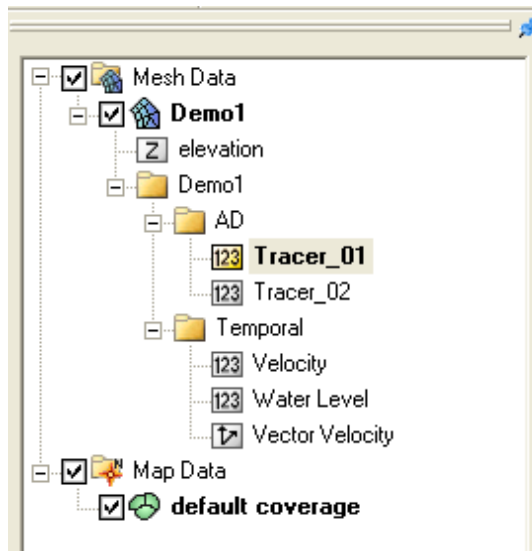 Mesh Data
Demo1
Z elevation
Demo1
AD
123 Tracer_01
123 Tracer_02
Temporal
123 Velocity
123 Water Level
Vector Velocity
N Map Data
default coverage